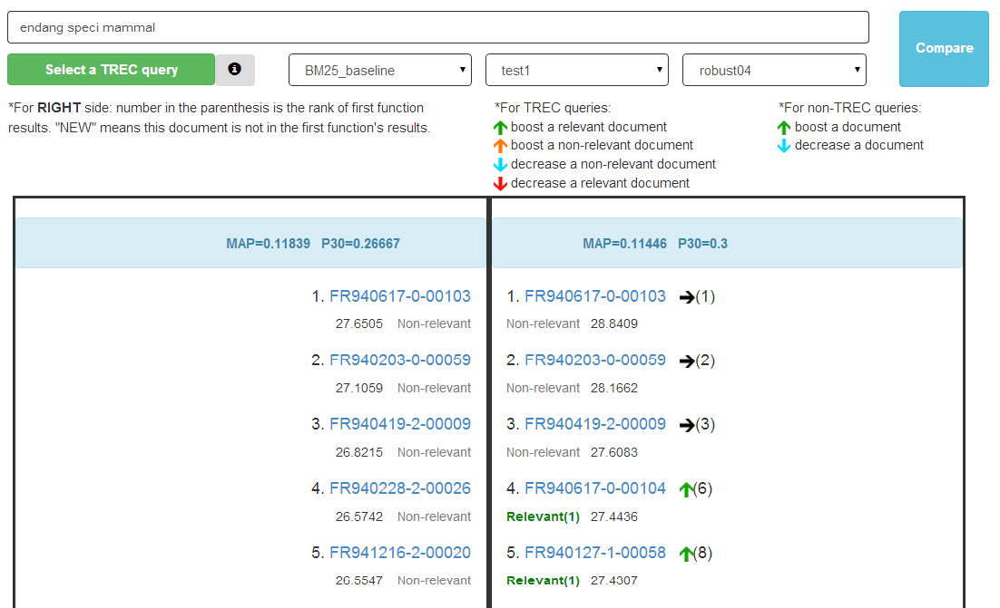 endang speci mammal
Compare
Select a TREC query
BM25_baseline
test1
robust04
*For RIGHT side: number in the parenthesis is the rank of first function
results. "NEW" means this document is not in the first function's results.
*For TREC queries:
boost a relevant document
boost a non-relevant document
decrease a non-relevant document
decrease a relevant document
*For non-TREC queries:
boost a document
decrease a document
MAP=0.11839 P30=0.26667
1. FR940617-0-00103
27.6505 Non-relevant
2. FR940203-0-00059
27.1059 Non-relevant
3. FR940419-2-00009
26.8215 Non-relevant
4. FR940228-2-00026
26.5742 Non-relevant
5. FR941216-2-00020
26.5547 Non-relevant
MAP=0.11446 P30=0.3
1. FR940617-0-00103 (1)
Non-relevant 28.8409
2. FR940203-0-00059 (2)
Non-relevant 28.1662
3. FR940419-2-00009 (3)
Non-relevant 27.6083
4. FR940617-0-00104 (6)
Relevant(1) 27.4436
5. FR940127-1-00058 (8)
Relevant(1) 27.4307